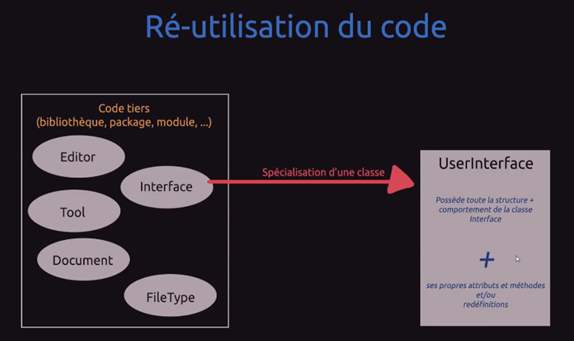 Ré-utilisation du code
Code tiers
(bibliothèque, package, module, ...)
Editor
Interface
Tool
Document
FileType
Spécialisation d'une classe
UserInterface
Possède toute la structure +
comportement de la classe
Interface
+
ses propres attributs et méthodes
et/ou
redéfinitions